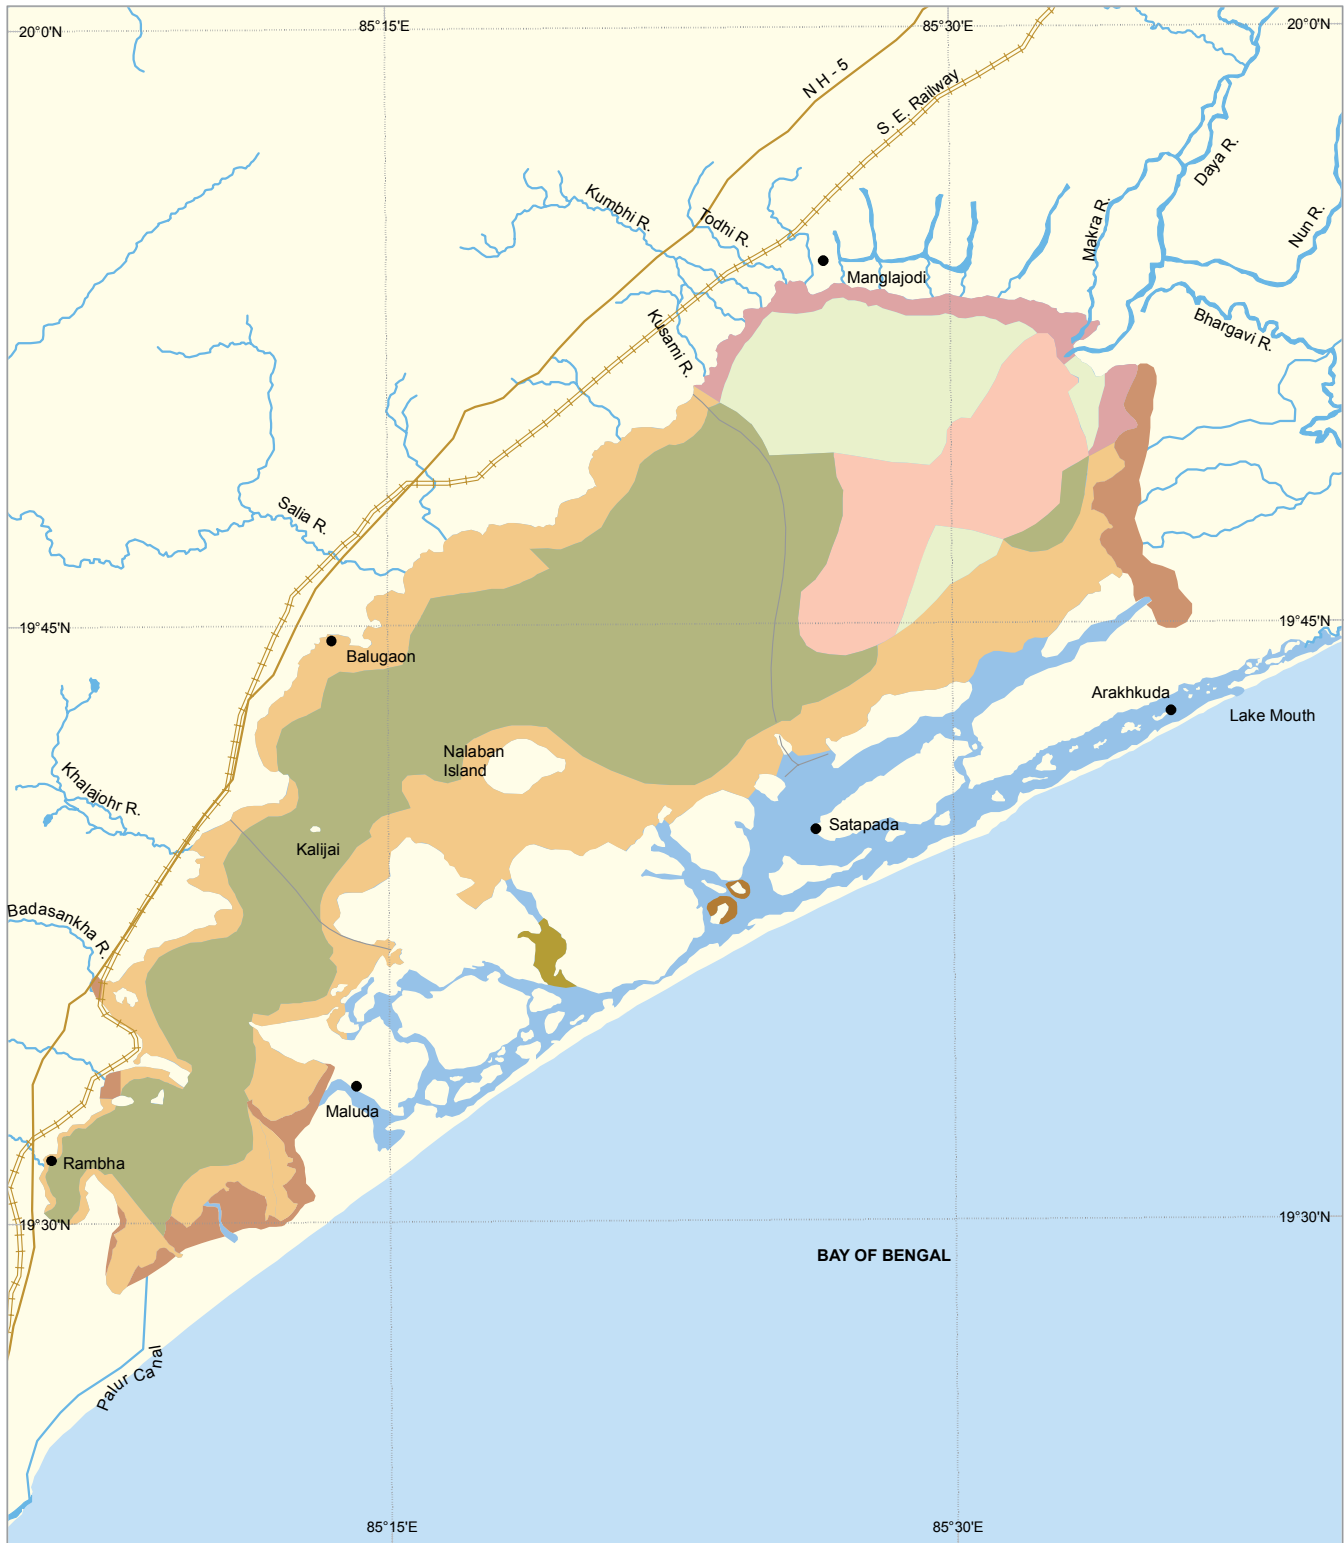 85°15'E
85°30'E
20°0'N
20°0'N
N H - 5
S. E. Railway
Daya R.
Kumbhi R.
Todhi R.
Makra R.
Nun R.
Manglajodi
Kusami R.
Bhargavi R.
Salia R.
19°45'N
19°45'N
Balugaon
Arakhkuda
Lake Mouth
Nalaban
Island
Khalajohr R.
Satapada
Kalijai
Badasankha R.
Maluda
Rambha
19°30'N
19°30'N
BAY OF BENGAL
Palur Canal
85°15'E
85°30'E